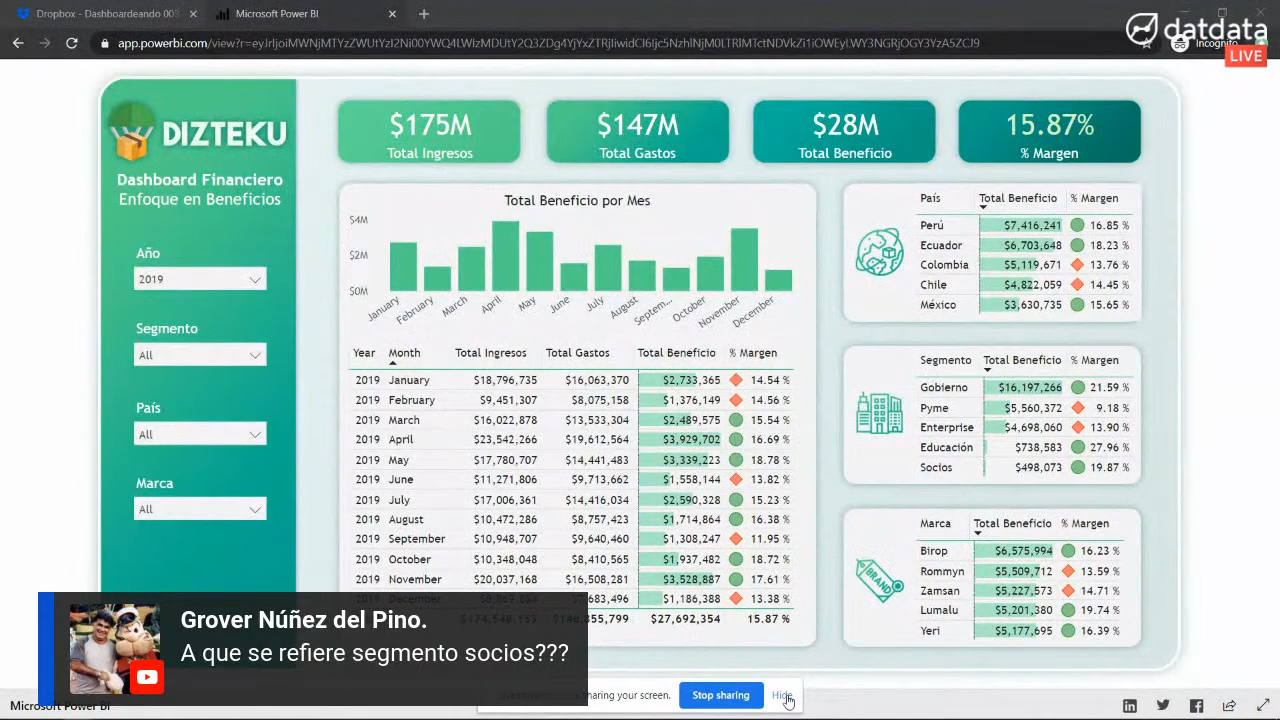 Dropbox - Dashboardeando 003
Microsoft Power BI
datdata
LIVE
Incognito
DIZTEKU
Dashboard Financiero
Enfoque en Beneficios
Año
2019
Segmento
All
País
All
Marca
All
$175M
Total Ingresos
$147M
Total Gastos
$28M
Total Beneficio
15.87%
% Margen
Total Beneficio por Mes
$4M
$2M
$0M
January February March April May June July August Septem... October November December
Year Month Total Ingresos Total Gastos Total Beneficio % Margen
2019 January $18,796,735 $16,063,370 $2,733,365 14.54 %
2019 February $9,451,307 $8,075,158 $1,376,149 14.56 %
2019 March $16,022,878 $13,533,304 $2,489,575 15.54 %
2019 April $23,542,266 $19,612,564 $3,929,702 16.69 %
2019 May $17,780,707 $14,441,483 $3,339,223 18.78 %
2019 June $11,271,806 $9,713,662 $1,558,144 13.82 %
2019 July $17,006,361 $14,416,034 $2,590,328 15.23 %
2019 August $10,472,286 $8,757,423 $1,714,864 16.38 %
2019 September $10,948,707 $9,640,460 $1,308,247 11.95 %
2019 October $10,348,048 $8,410,565 $1,937,482 18.72 %
2019 November $20,037,168 $16,508,281 $3,528,887 17.61 %
2019 December $8,869,884 $7,683,496 $1,186,388 13.38 %
$174,548,153 $146,855,799 $27,692,354 15.87 %
País Total Beneficio % Margen
Perú $7,416,241 16.85 %
Ecuador $6,703,648 18.23 %
Colombia $5,119,671 13.76 %
Chile $4,822,059 14.45 %
México $3,630,735 15.65 %
Segmento Total Beneficio % Margen
Gobierno $16,197,266 21.59 %
Pyme $5,560,372 9.18 %
Enterprise $4,698,060 13.90 %
Educación $738,583 27.96 %
Socios $498,073 19.87 %
BRAND
Marca Total Beneficio % Margen
Birop $6,575,994 16.23 %
Rommyn $5,509,712 13.59 %
Zamsan $5,227,573 14.71 %
Lumalu $5,201,380 19.74 %
Yeri $5,177,695 16.39 %
Grover Núñez del Pino.
A que se refiere segmento socios???
sharing your screen.
Stop sharing
Hide
Microsoft Power BI